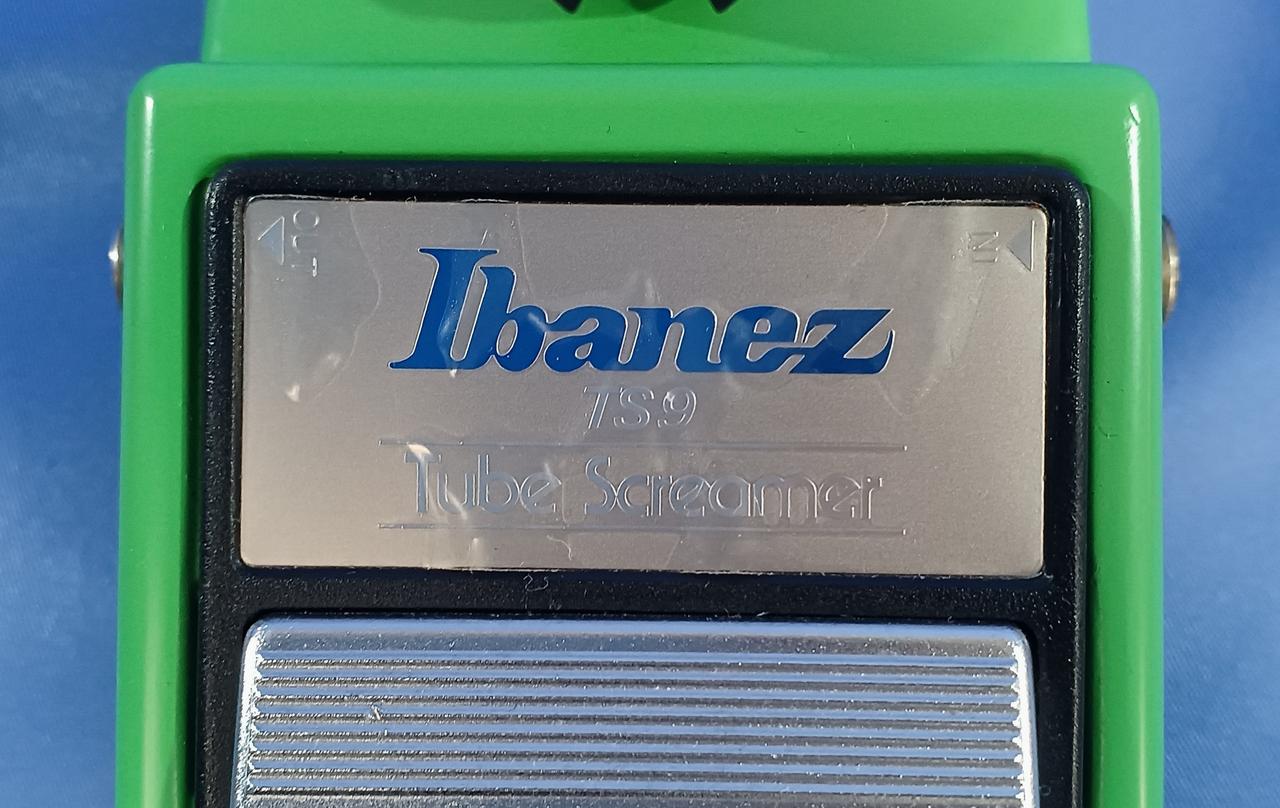 OUT
IN
Ibanez
TS9
Tube Screamer